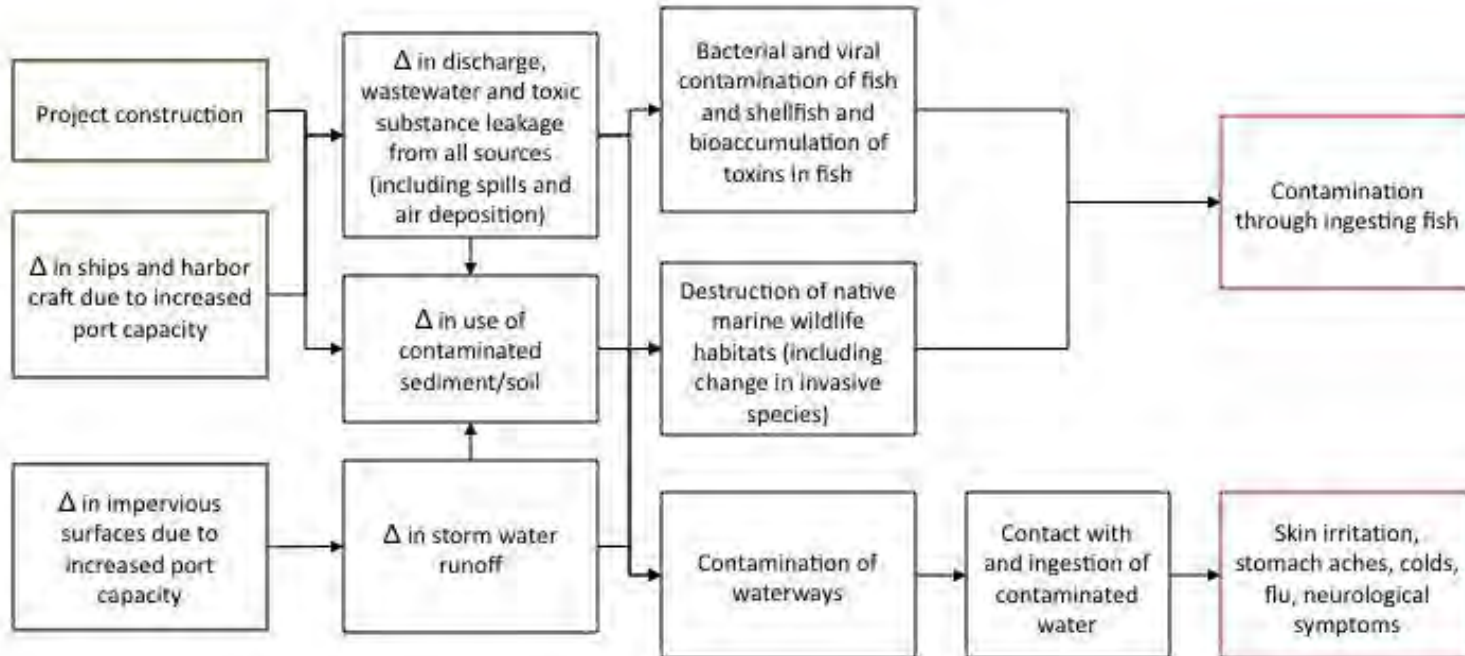 Project construction
Δ in ships and harbor
craft due to increased
port capacity
Δ in impervious
surfaces due to
increased port
capacity
Δ in discharge,
wastewater and toxic
substance leakage
from all sources
(including spills and
air deposition)
Δ in use of
contaminated
sediment/soil
Δ in storm water
runoff
Bacterial and viral
contamination of fish
and shellfish and
bioaccumulation of
toxins in fish
Destruction of native
marine wildlife
habitats (including
change in invasive
species)
Contamination of
waterways
Contact with
and ingestion of
contaminated
water
Contamination
through ingesting fish
Skin irritation,
stomach aches, colds,
flu, neurological
symptoms